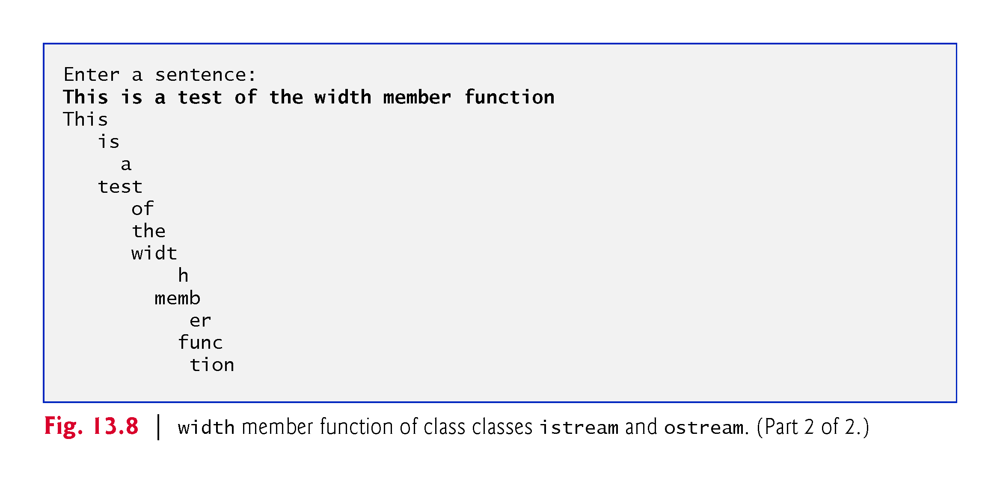 Enter a sentence:
This is a test of the width member function
This
   is
     a
   test
      of
      the
      widt
          h
        memb
           er
          func
           tion
Fig. 13.8 | width member function of class classes istream and ostream. (Part 2 of 2.)